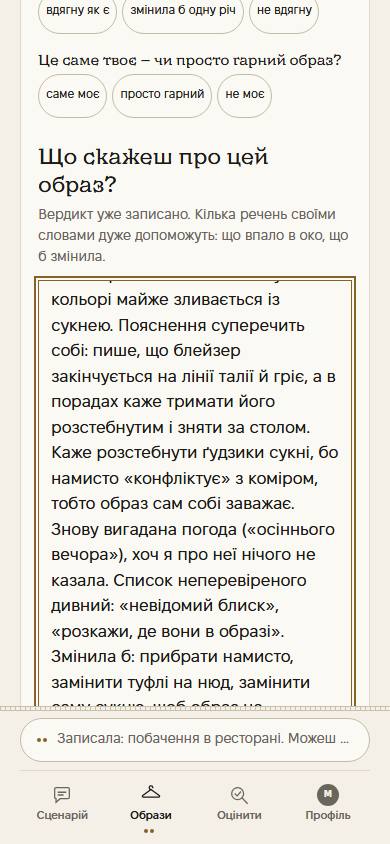 вдягну як є
змінила б одну річ
не вдягну
Це саме твоє — чи просто гарний образ?
саме моє
просто гарний
не моє
Що скажеш про цей
образ?
Вердикт уже записано. Кілька речень своїми
словами дуже допоможуть: що впало в око, що
б змінила.
кольорі майже зливається із
сукнею. Пояснення суперечить
собі: пише, що блейзер
закінчується на лінії талії й гріє, а в
порадах каже тримати його
розстебнутим і зняти за столом.
Каже розстебнути ґудзики сукні, бо
намисто «конфліктує» з коміром,
тобто образ сам собі заважає.
Знову вигадана погода («осіннього
вечора»), хоч я про неї нічого не
казала. Список неперевіреного
дивний: «невідомий блиск»,
«розкажи, де вони в образі».
Змінила б: прибрати намисто,
замінити туфлі на нюд, замінити
Записала: побачення в ресторані. Можеш ...
Сценарій
Образи
Оцінити
М
Профіль